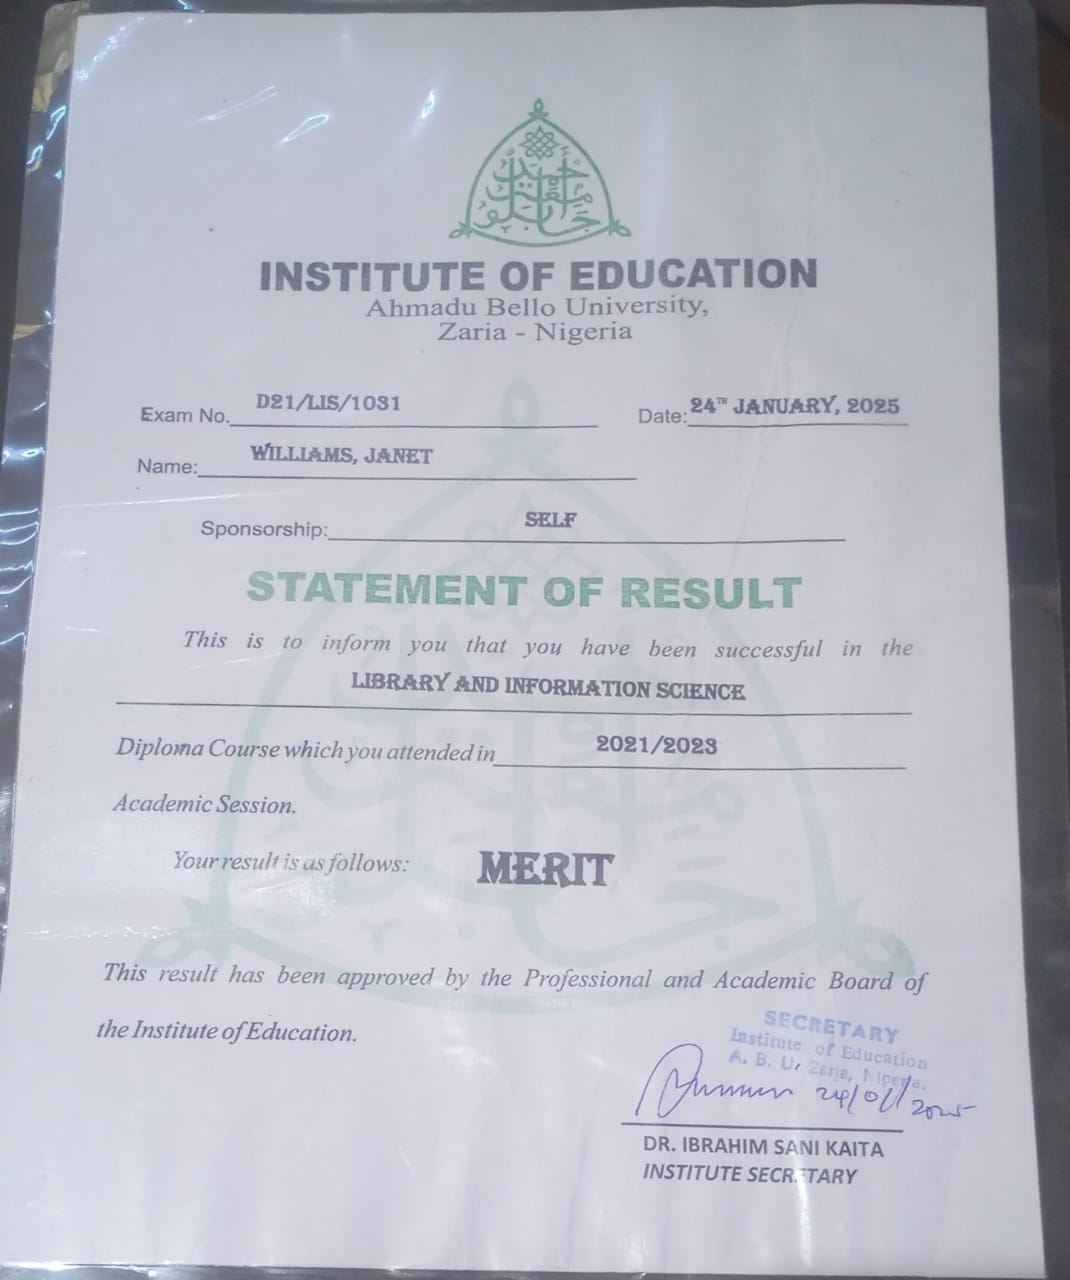 INSTITUTE OF EDUCATION
Ahmadu Bello University,
Zaria - Nigeria
Exam No. D21/LIS/1031
Date: 24TH JANUARY, 2025
Name: WILLIAMS, JANET
Sponsorship: SELF
STATEMENT OF RESULT
This is to inform you that you have been successful in the
LIBRARY AND INFORMATION SCIENCE
Diploma Course which you attended in 2021/2023
Academic Session.
Your result is as follows: MERIT
This result has been approved by the Professional and Academic Board of
the Institute of Education.
SECRETARY
Institute of Education
A. B. U, Zaria, Nigeria.
24/01/2025
DR. IBRAHIM SANI KAITA
INSTITUTE SECRETARY